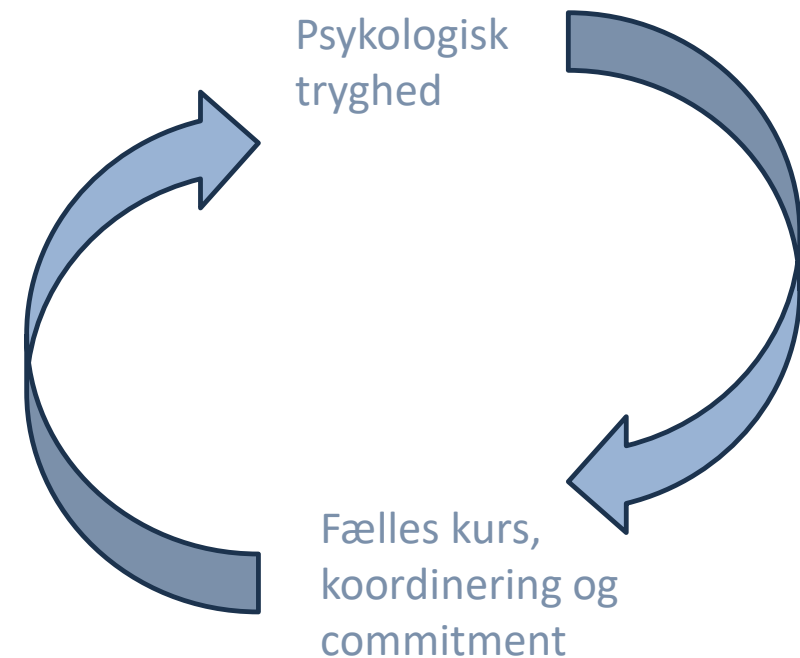 Psykologisk
tryghed
Fælles kurs,
koordinering og
commitment